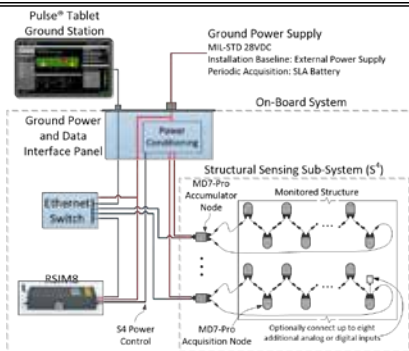 Pulse® Tablet
Ground Station
Ground Power Supply
MIL-STD 28VDC
Installation Baseline: External Power Supply
Periodic Acquisition: SLA Battery
On-Board System
Ground Power
and Data
Interface Panel
Power
Conditioning
Structural Sensing Sub-System (S⁴)
MD7-Pro
Accumulator
Node
Monitored Structure
Ethernet
Switch
RSIM8
S4 Power
Control
MD7-Pro
Acquisition Node
Optionally connect up to eight
additional analog or digital inputs